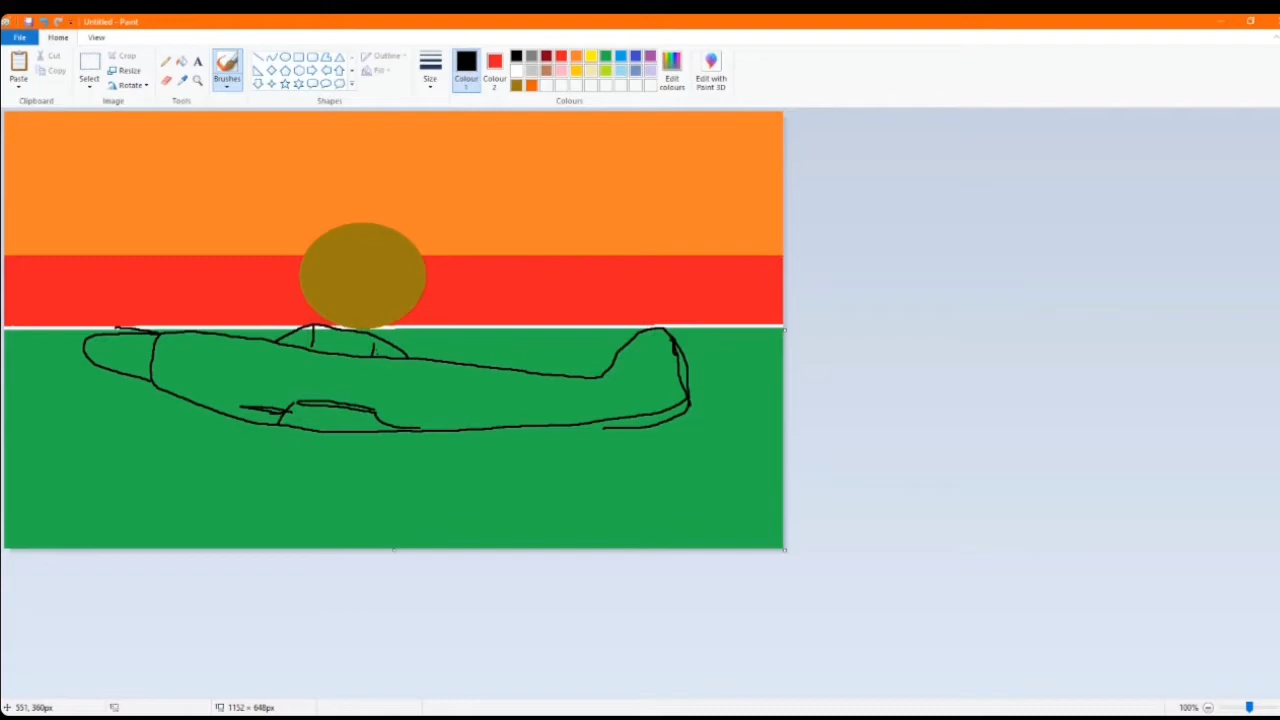 Untitled - Paint
File Home View
Paste
Cut
Copy
Clipboard
Select
Crop
Resize
Rotate
Image
Tools
Brushes
Outline
Fill
Shapes
Size
Colour 1
Colour 2
Edit colours
Edit with Paint 3D
Colours
551, 360px
1152 × 648px
100%